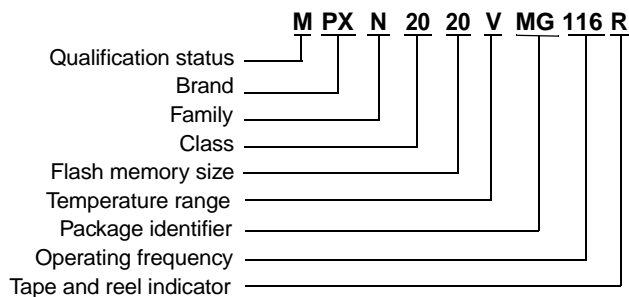 M PX N 20 20 V MG 116 R
Qualification status
Brand
Family
Class
Flash memory size
Temperature range
Package identifier
Operating frequency
Tape and reel indicator